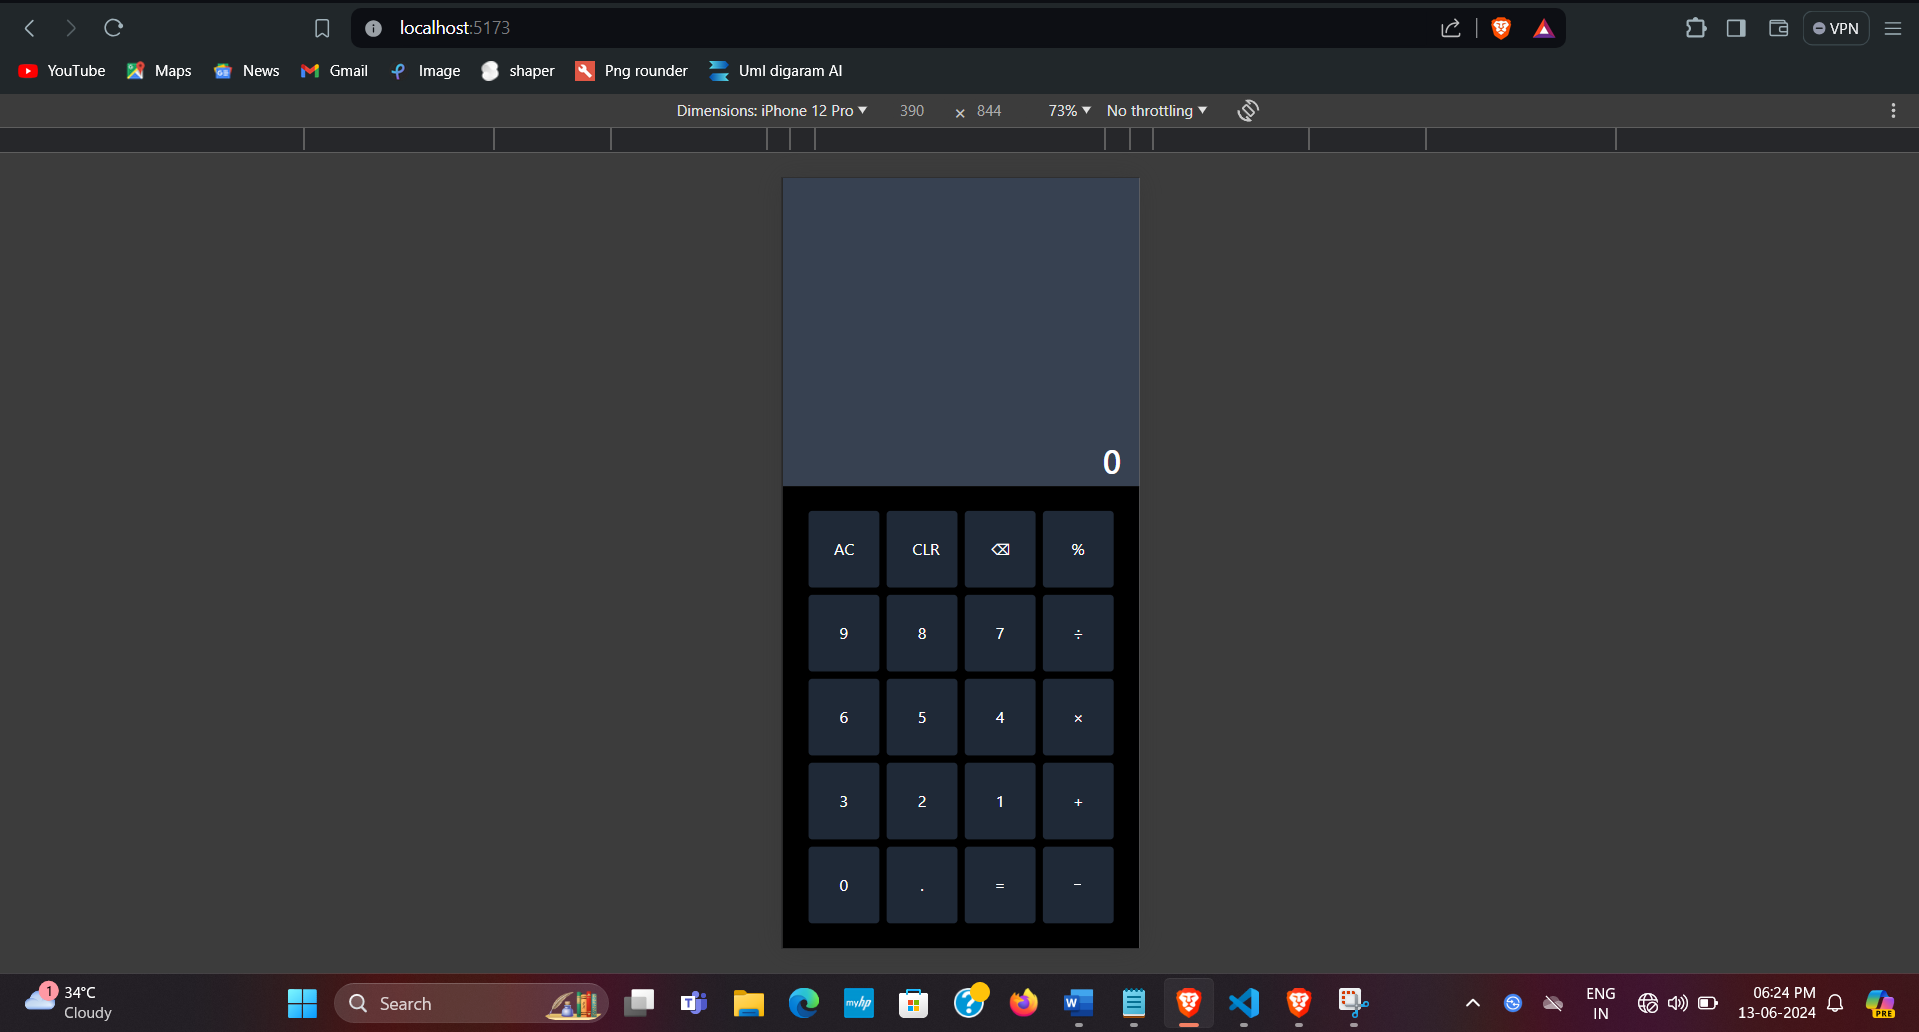 localhost:5173
VPN
YouTube Maps News Gmail Image shaper Png rounder Uml digaram AI
Dimensions: iPhone 12 Pro 390 × 844 73% No throttling
0
AC CLR ⌫ %
9 8 7 ÷
6 5 4 ×
3 2 1 +
0 . = −
1
34°C
Cloudy
Search
T
myhp
?
W
PRE
ENG
IN
06:24 PM
13-06-2024